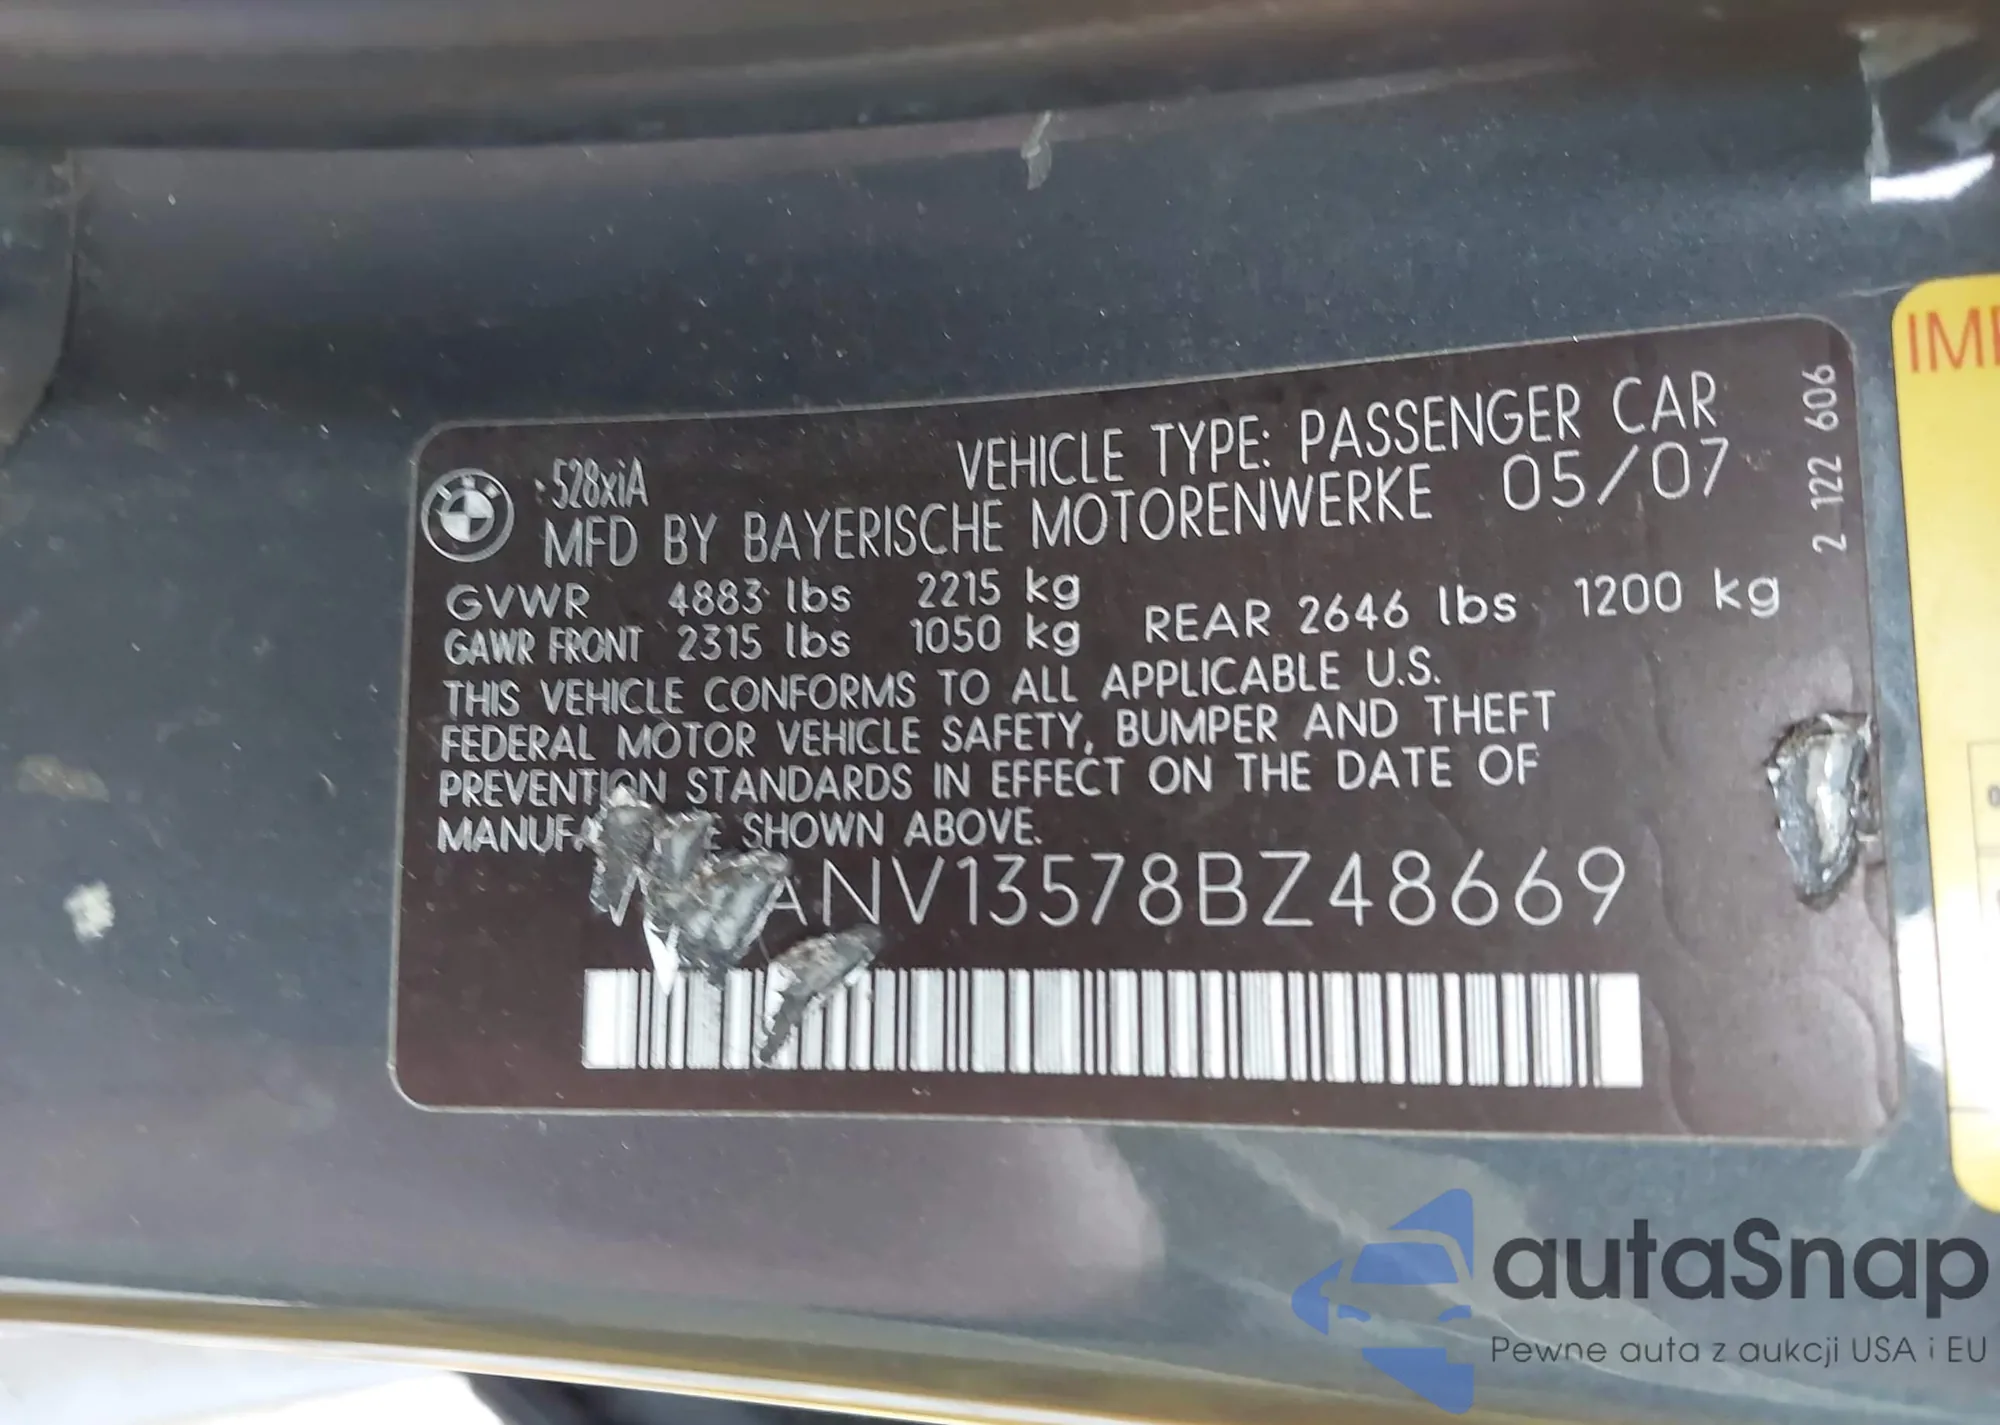 528xiA
VEHICLE TYPE: PASSENGER CAR
MFD BY BAYERISCHE MOTORENWERKE 05/07
GVWR 4883 lbs 2215 kg
GAWR FRONT 2315 lbs 1050 kg REAR 2646 lbs 1200 kg
THIS VEHICLE CONFORMS TO ALL APPLICABLE U.S.
FEDERAL MOTOR VEHICLE SAFETY, BUMPER AND THEFT
PREVENTION STANDARDS IN EFFECT ON THE DATE OF
SHOWN ABOVE.
ANV13578BZ48669
2 122 606
autaSnap
Pewne auta z aukcji USA i EU